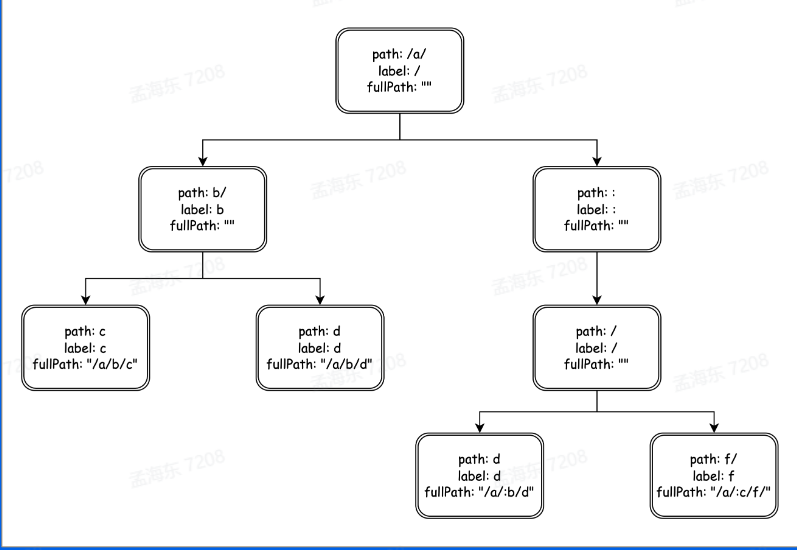 path: /a/
label: /
fullPath: ""
path: b/
label: b
fullPath: ""
path: :
label: :
fullPath: ""
path: c
label: c
fullPath: "/a/b/c"
path: d
label: d
fullPath: "/a/b/d"
path: /
label: /
fullPath: ""
path: d
label: d
fullPath: "/a/:b/d"
path: f/
label: f
fullPath: "/a/:c/f/"
孟海东 7208